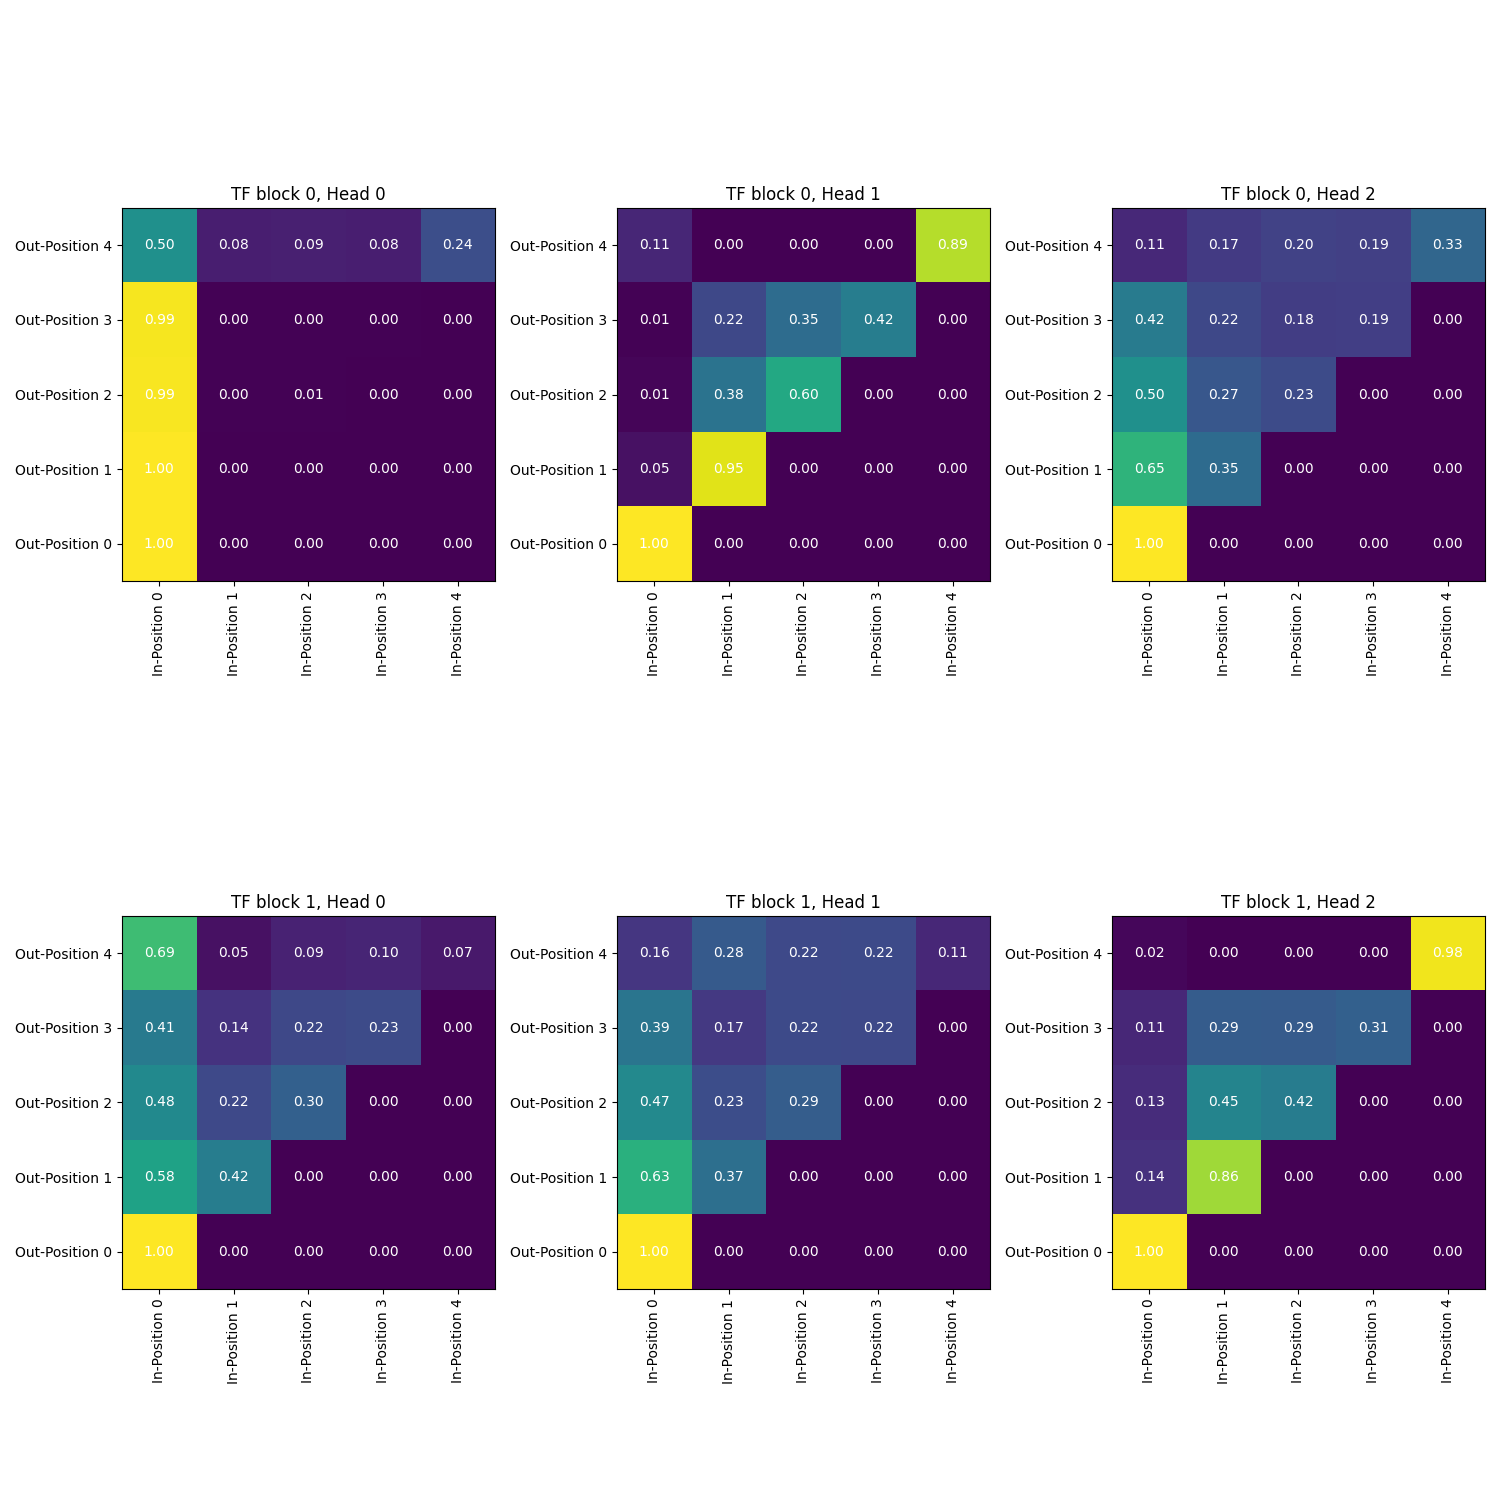 TF block 0, Head 0 TF block 0, Head 1 TF block 0, Head 2
Out-Position 4 0.50 0.08 0.09 0.08 0.24 Out-Position 4 0.11 0.00 0.00 0.00 0.89 Out-Position 4 0.11 0.17 0.20 0.19 0.33
Out-Position 3 0.99 0.00 0.00 0.00 0.00 Out-Position 3 0.01 0.22 0.35 0.42 0.00 Out-Position 3 0.42 0.22 0.18 0.19 0.00
Out-Position 2 0.99 0.00 0.01 0.00 0.00 Out-Position 2 0.01 0.38 0.60 0.00 0.00 Out-Position 2 0.50 0.27 0.23 0.00 0.00
Out-Position 1 1.00 0.00 0.00 0.00 0.00 Out-Position 1 0.05 0.95 0.00 0.00 0.00 Out-Position 1 0.65 0.35 0.00 0.00 0.00
Out-Position 0 1.00 0.00 0.00 0.00 0.00 Out-Position 0 1.00 0.00 0.00 0.00 0.00 Out-Position 0 1.00 0.00 0.00 0.00 0.00
In-Position 0 In-Position 1 In-Position 2 In-Position 3 In-Position 4 In-Position 0 In-Position 1 In-Position 2 In-Position 3 In-Position 4 In-Position 0 In-Position 1 In-Position 2 In-Position 3 In-Position 4
TF block 1, Head 0 TF block 1, Head 1 TF block 1, Head 2
Out-Position 4 0.69 0.05 0.09 0.10 0.07 Out-Position 4 0.16 0.28 0.22 0.22 0.11 Out-Position 4 0.02 0.00 0.00 0.00 0.98
Out-Position 3 0.41 0.14 0.22 0.23 0.00 Out-Position 3 0.39 0.17 0.22 0.22 0.00 Out-Position 3 0.11 0.29 0.29 0.31 0.00
Out-Position 2 0.48 0.22 0.30 0.00 0.00 Out-Position 2 0.47 0.23 0.29 0.00 0.00 Out-Position 2 0.13 0.45 0.42 0.00 0.00
Out-Position 1 0.58 0.42 0.00 0.00 0.00 Out-Position 1 0.63 0.37 0.00 0.00 0.00 Out-Position 1 0.14 0.86 0.00 0.00 0.00
Out-Position 0 1.00 0.00 0.00 0.00 0.00 Out-Position 0 1.00 0.00 0.00 0.00 0.00 Out-Position 0 1.00 0.00 0.00 0.00 0.00
In-Position 0 In-Position 1 In-Position 2 In-Position 3 In-Position 4 In-Position 0 In-Position 1 In-Position 2 In-Position 3 In-Position 4 In-Position 0 In-Position 1 In-Position 2 In-Position 3 In-Position 4